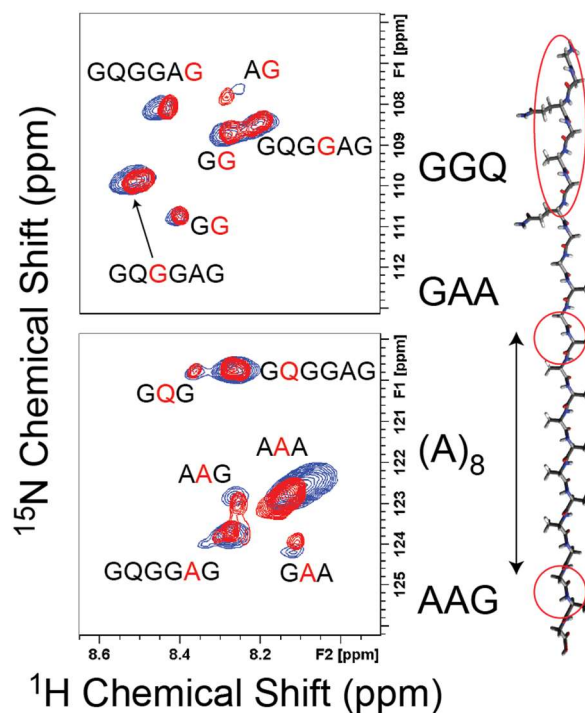 F1 [ppm]
GQGGAG
AG
108
109
GG
GQGGAG
110
GG
111
GQGGAG
112
GGQ
GAA
(A)8
AAG
F1 [ppm]
GQG
GQGGAG
121
AAA
122
AAG
123
124
GQGGAG
GAA
125
8.6
8.4
8.2
F2 [ppm]
15N Chemical Shift (ppm)
1H Chemical Shift (ppm)